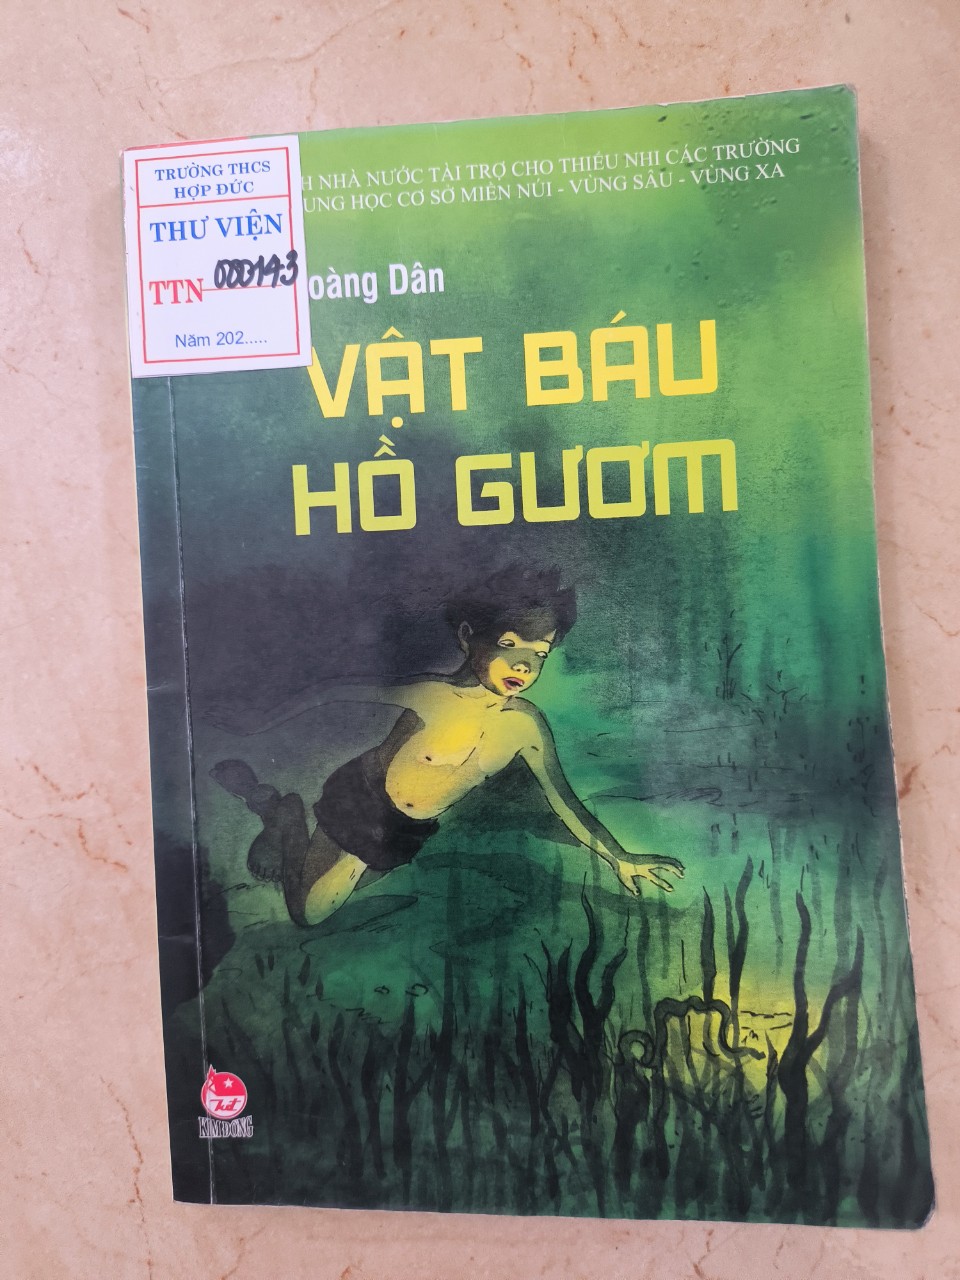 TRƯỜNG THCS
HỢP ĐỨC
THƯ VIỆN
TTN 000143
Năm 202.....
H NHÀ NƯỚC TÀI TRỢ CHO THIẾU NHI CÁC TRƯỜNG
UNG HỌC CƠ SỞ MIỀN NÚI - VÙNG SÂU - VÙNG XA
oàng Dân
VẬT BÁU
HỒ GƯƠM
KIM ĐỒNG